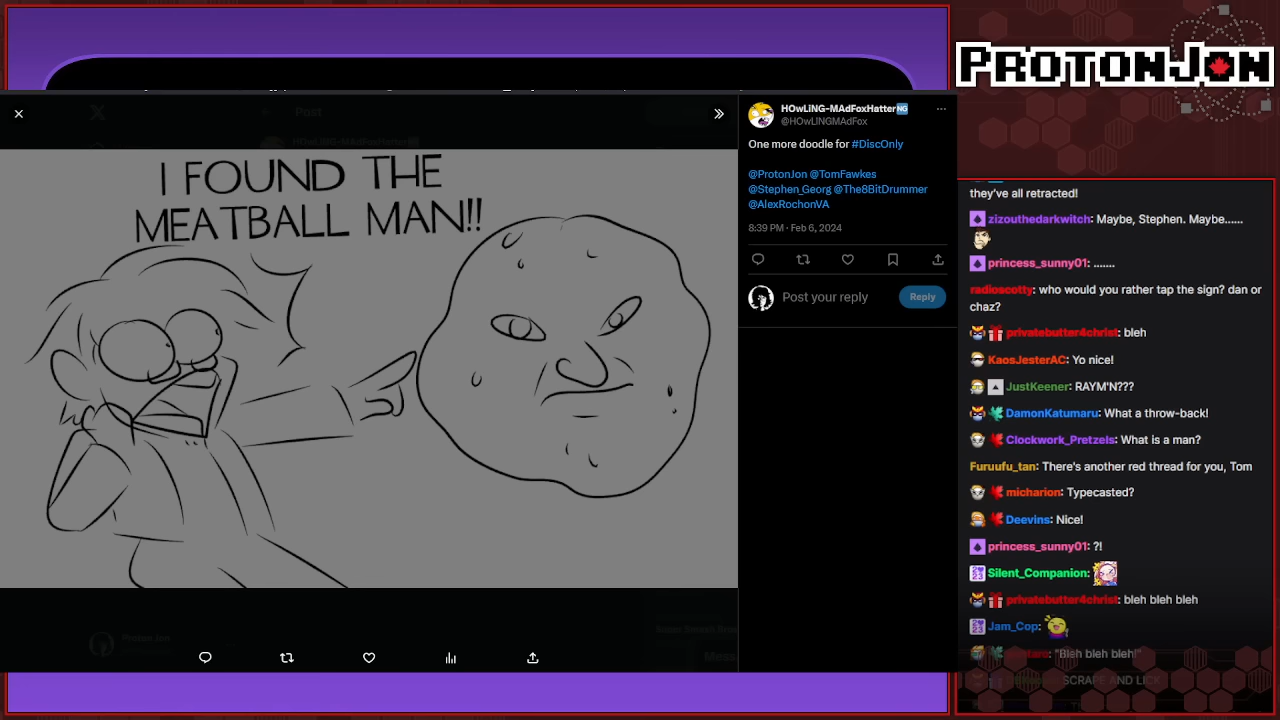 PROTONJON
Post
HOwLiNG-MAdFoxHatter
@HOwLINGMAdFox
One more doodle for #DiscOnly
@ProtonJon @TomFawkes
@Stephen_Georg @The8BitDrummer
@AlexRochonVA
8:39 PM · Feb 6, 2024
Post your reply
Reply
I FOUND THE
MEATBALL MAN!!
they've all retracted!
zizouthedarkwitch: Maybe, Stephen. Maybe......
princess_sunny01: .......
radioscotty: who would you rather tap the sign? dan or
chaz?
privatebutter4christ: bleh
KaosJesterAC: Yo nice!
JustKeener: RAYM'N???
DamonKatumaru: What a throw-back!
Clockwork_Pretzels: What is a man?
Furuufu_tan: There's another red thread for you, Tom
micharion: Typecasted?
Deevins: Nice!
princess_sunny01: ?!
Silent_Companion:
privatebutter4christ: bleh bleh bleh
Jam_Cop:
"Bleh bleh bleh!"
SCRAPE AND LICK